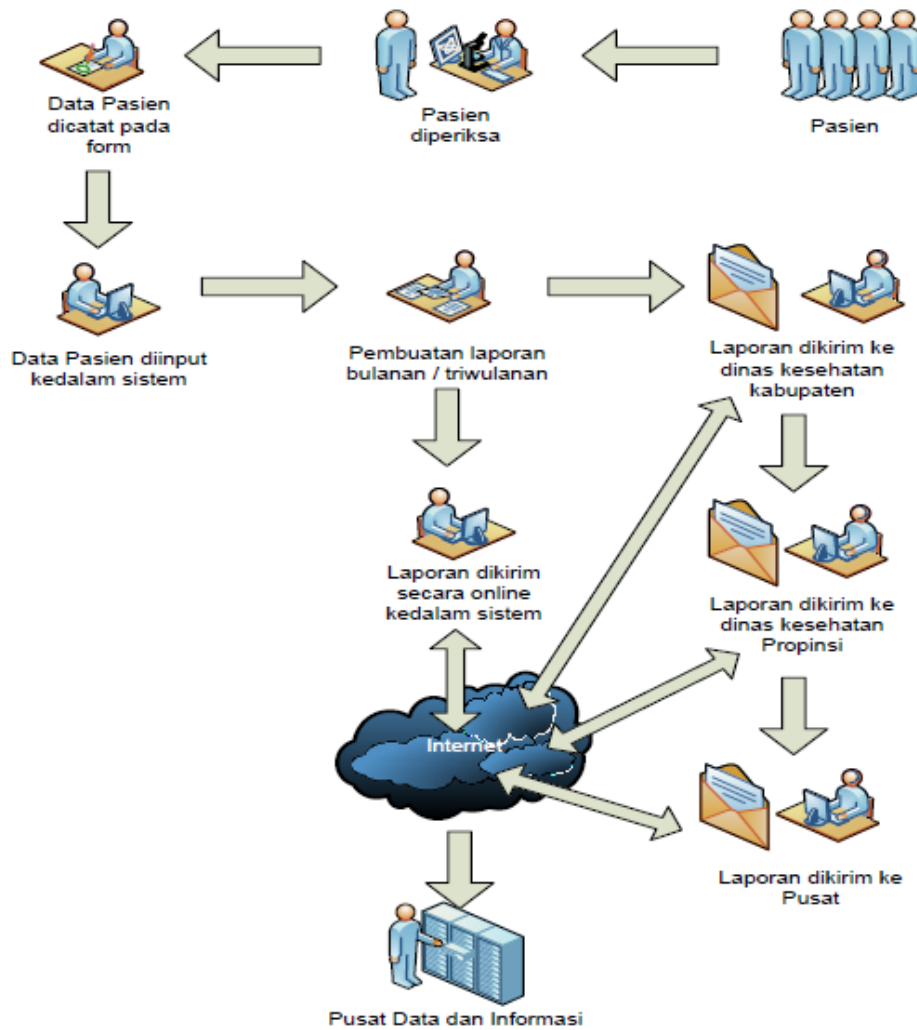 Pasien
Pasien
diperiksa
Data Pasien
dicatat pada
form
Data Pasien diinput
kedalam sistem
Pembuatan laporan
bulanan / triwulanan
Laporan dikirim ke
dinas kesehatan
kabupaten
Laporan dikirim
secara online
kedalam sistem
Laporan dikirim ke
dinas kesehatan
Propinsi
Internet
Laporan dikirim ke
Pusat
Pusat Data dan Informasi